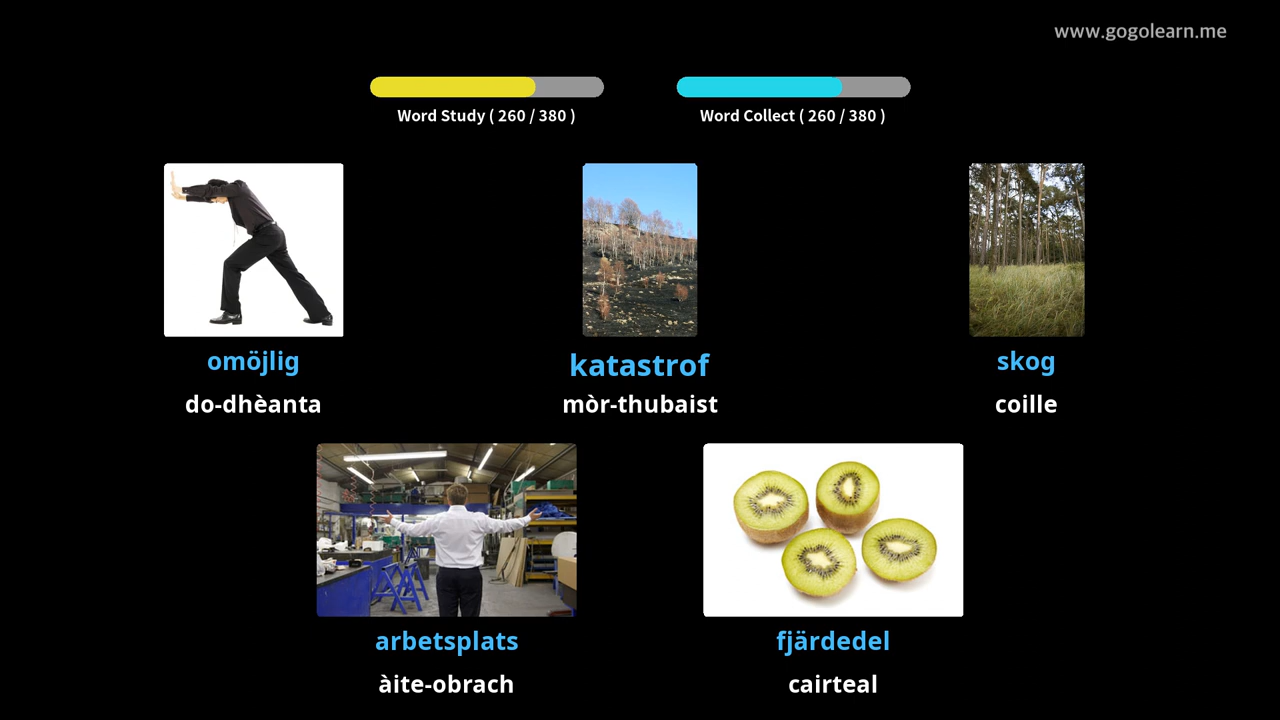 www.gogolearn.me
Word Study ( 260 / 380 )
Word Collect ( 260 / 380 )
omöjlig
katastrof
skog
do-dhèanta
mòr-thubaist
coille
arbetsplats
fjärdedel
àite-obrach
cairteal